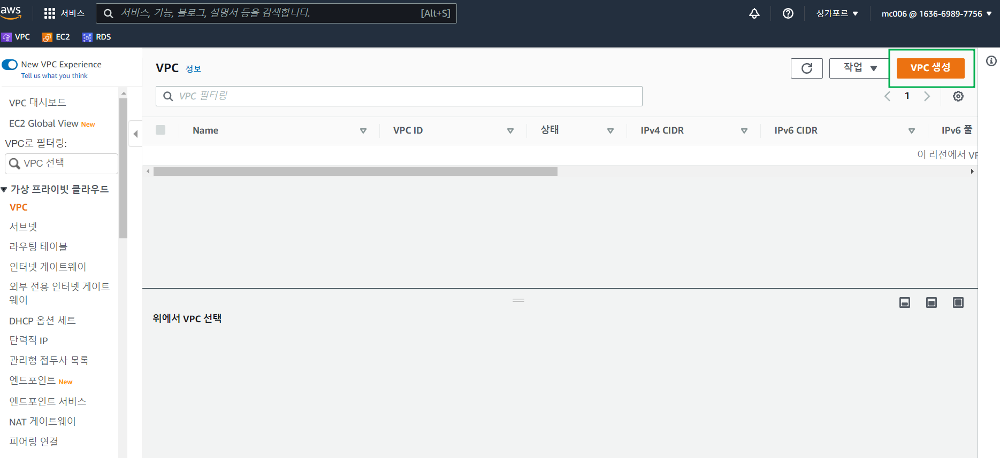 aws
서비스
서비스, 기능, 블로그, 설명서 등을 검색합니다.
[Alt+S]
싱가포르
mc006 @ 1636-6989-7756
VPC
EC2
RDS
New VPC Experience
Tell us what you think
VPC 대시보드
EC2 Global View New
VPC로 필터링:
VPC 선택
가상 프라이빗 클라우드
VPC
서브넷
라우팅 테이블
인터넷 게이트웨이
외부 전용 인터넷 게이트
웨이
DHCP 옵션 세트
탄력적 IP
관리형 접두사 목록
엔드포인트 New
엔드포인트 서비스
NAT 게이트웨이
피어링 연결
VPC 정보
작업
VPC 생성
VPC 필터링
1
Name
VPC ID
상태
IPv4 CIDR
IPv6 CIDR
IPv6 풀
이 리전에서 VP
위에서 VPC 선택